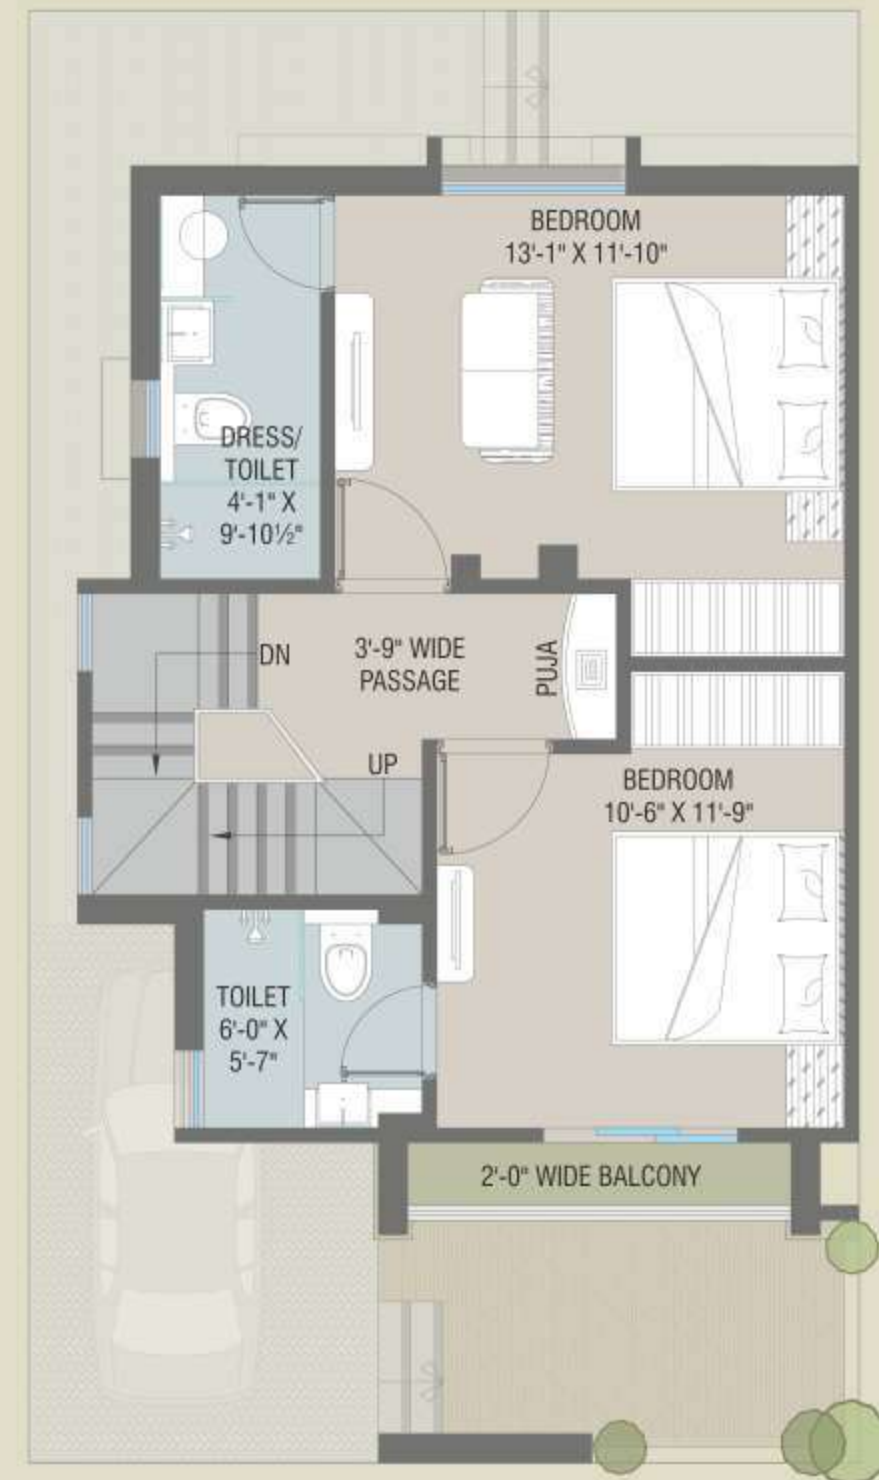 BEDROOM
13'-1" X 11'-10"
DRESS/
TOILET
4'-1" X
9'-10½"
DN
3'-9" WIDE
PASSAGE
PUJA
UP
BEDROOM
10'-6" X 11'-9"
TOILET
6'-0" X
5'-7"
2'-0" WIDE BALCONY